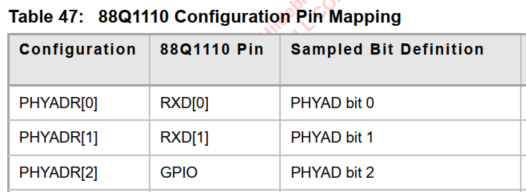 Table 47: 88Q1110 Configuration Pin Mapping
Configuration 88Q1110 Pin Sampled Bit Definition
PHYADR[0] RXD[0] PHYAD bit 0
PHYADR[1] RXD[1] PHYAD bit 1
PHYADR[2] GPIO PHYAD bit 2